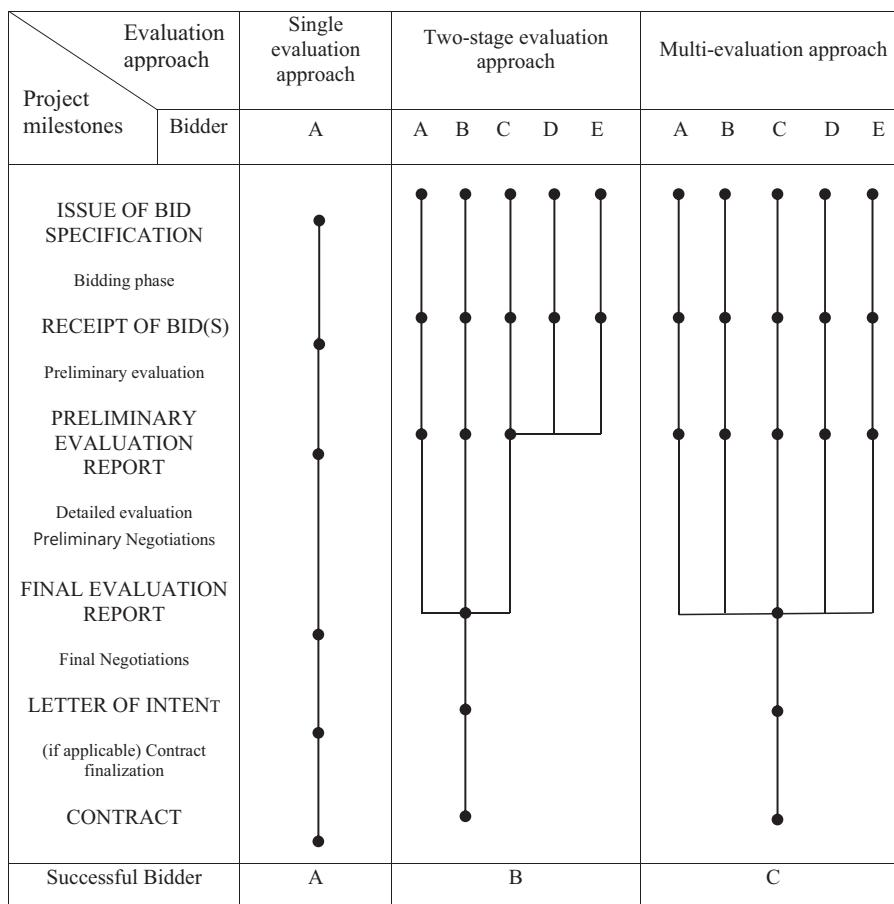 Evaluation
approach
Project
milestones
Bidder
Single
evaluation
approach
Two-stage evaluation
approach
Multi-evaluation approach
A
A B C D E
A B C D E
ISSUE OF BID
SPECIFICATION
Bidding phase
RECEIPT OF BID(S)
Preliminary evaluation
PRELIMINARY
EVALUATION
REPORT
Detailed evaluation
Preliminary Negotiations
FINAL EVALUATION
REPORT
Final Negotiations
LETTER OF INTENT
(if applicable) Contract
finalization
CONTRACT
Successful Bidder A B C